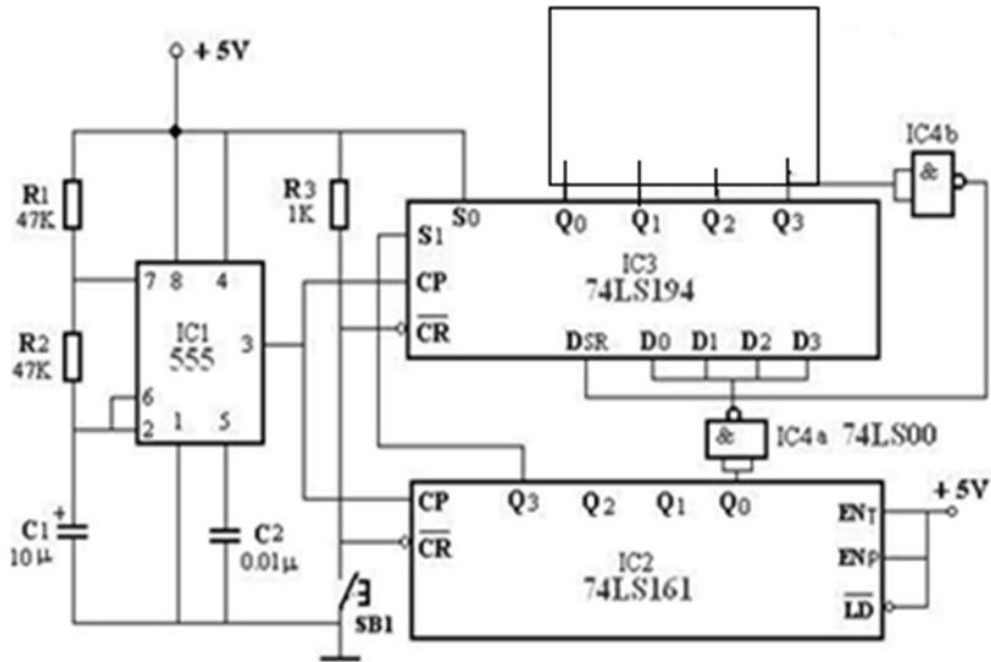 + 5V
IC4b
&
R1
47K
R3
1K
S0
Q0
Q1
Q2
Q3
S1
IC3
74LS194
CP
CR
7
8
4
IC1
555
3
R2
47K
6
2
1
5
DSR
D0
D1
D2
D3
&
IC4a 74LS00
C1
+
10μ
C2
0.01μ
CP
Q3
Q2
Q1
Q0
+ 5V
ENT
CR
ENP
IC2
74LS161
LD
SB1